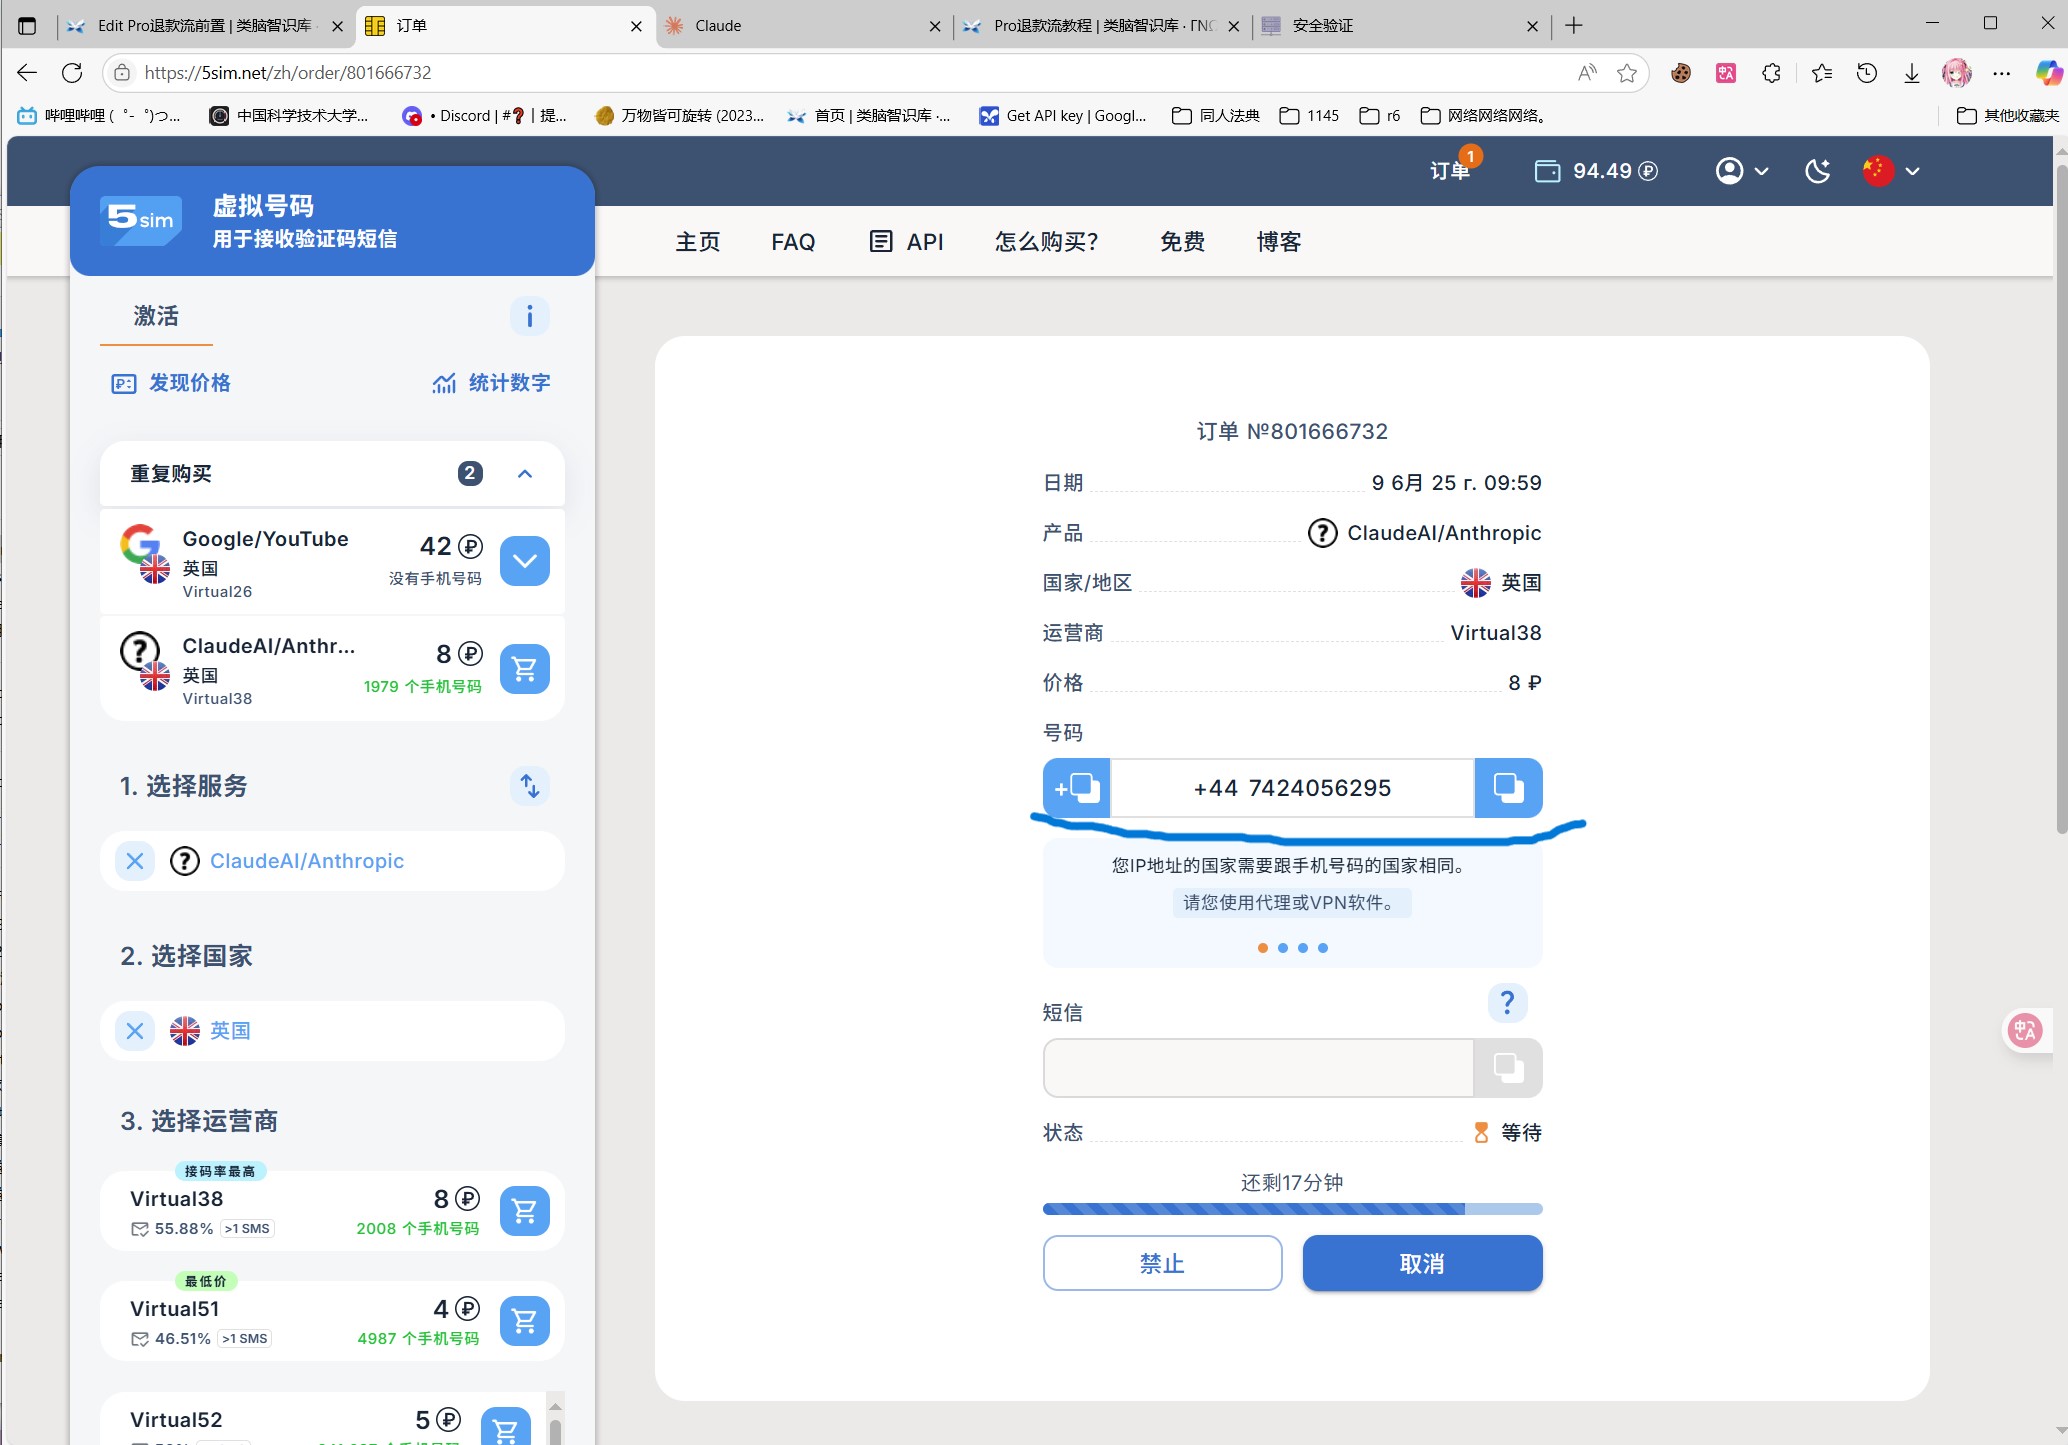 Edit Pro退款流前置 | 类脑智识库
订单
Claude
Pro退款流教程 | 类脑智识库 ·
安全验证
https://5sim.net/zh/order/801666732
哔哩哔哩 ( ゜- ゜)つ...
中国科学技术大学...
• Discord | #❓ | 提...
万物皆可旋转 (2023...
首页 | 类脑智识库 ·...
Get API key | Googl...
同人法典
1145
r6
网络网络网络。
其他收藏夹
5sim
虚拟号码
用于接收验证码短信
订单
1
94.49 ₽
主页
FAQ
API
怎么购买?
免费
博客
激活
i
发现价格
统计数字
重复购买
2
Google/YouTube
英国
Virtual26
42 ₽
没有手机号码
ClaudeAI/Anthr...
英国
Virtual38
8 ₽
1979 个手机号码
1. 选择服务
ClaudeAI/Anthropic
2. 选择国家
英国
3. 选择运营商
接码率最高
Virtual38
8 ₽
55.88% >1 SMS
2008 个手机号码
最低价
Virtual51
4 ₽
46.51% >1 SMS
4987 个手机号码
Virtual52
5 ₽
订单 №801666732
日期 9 6月 25 г. 09:59
产品 ClaudeAI/Anthropic
国家/地区 英国
运营商 Virtual38
价格 8 ₽
号码
+44 7424056295
您IP地址的国家需要跟手机号码的国家相同。
请您使用代理或VPN软件。
短信
?
状态 等待
还剩17分钟
禁止
取消